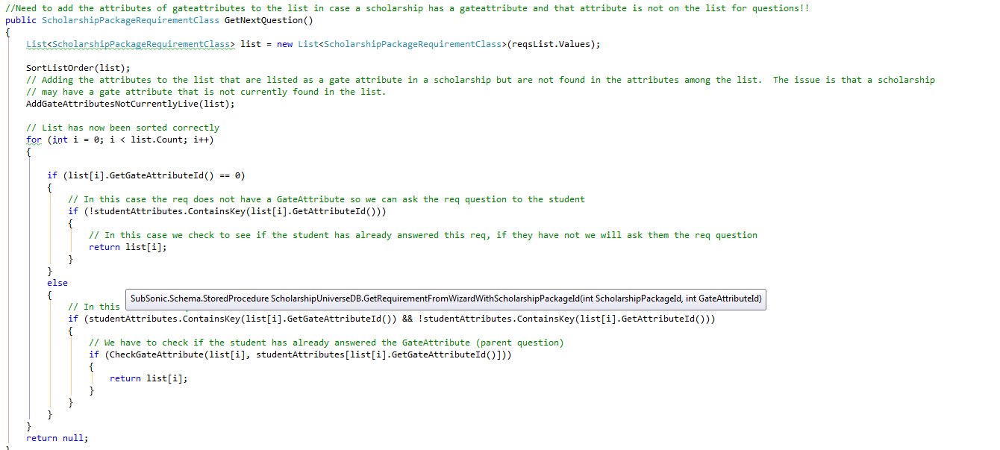 //Need to add the attributes of gateattributes to the list in case a scholarship has a gateattribute and that attribute is not on the list for questions!!
public ScholarshipPackageRequirementClass GetNextQuestion()
{
    List<ScholarshipPackageRequirementClass> list = new List<ScholarshipPackageRequirementClass>(reqsList.Values);
    SortListOrder(list);
    // Adding the attributes to the list that are listed as a gate attribute in a scholarship but are not found in the attributes among the list.  The issue is that a scholarship
    // may have a gate attribute that is not currently found in the list.
    AddGateAttributesNotCurrentlyLive(list);
    // List has now been sorted correctly
    for (int i = 0; i < list.Count; i++)
    {
        if (list[i].GetGateAttributeId() == 0)
        {
            // In this case the req does not have a GateAttribute so we can ask the req question to the student
            if (!studentAttributes.ContainsKey(list[i].GetAttributeId()))
            {
                // In this case we check to see if the student has already answered this req, if they have not we will ask them the req question
                return list[i];
            }
        }
        else
        {
SubSonic.Schema.StoredProcedure ScholarshipUniverseDB.GetRequirementFromWizardWithScholarshipPackageId(int ScholarshipPackageId, int GateAttributeId)
            // In this
            if (studentAttributes.ContainsKey(list[i].GetGateAttributeId()) && !studentAttributes.ContainsKey(list[i].GetAttributeId()))
            {
                // We have to check if the student has already answered the GateAttribute (parent question)
                if (CheckGateAttribute(list[i], studentAttributes[list[i].GetGateAttributeId()]))
                {
                    return list[i];
                }
            }
        }
    }
    return null;
}